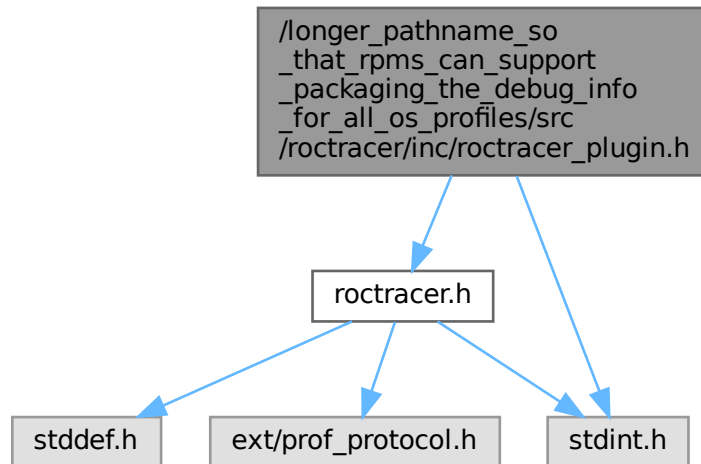 /longer_pathname_so
_that_rpms_can_support
_packaging_the_debug_info
_for_all_os_profiles/src
/roctracer/inc/roctracer_plugin.h
roctracer.h
stddef.h
ext/prof_protocol.h
stdint.h